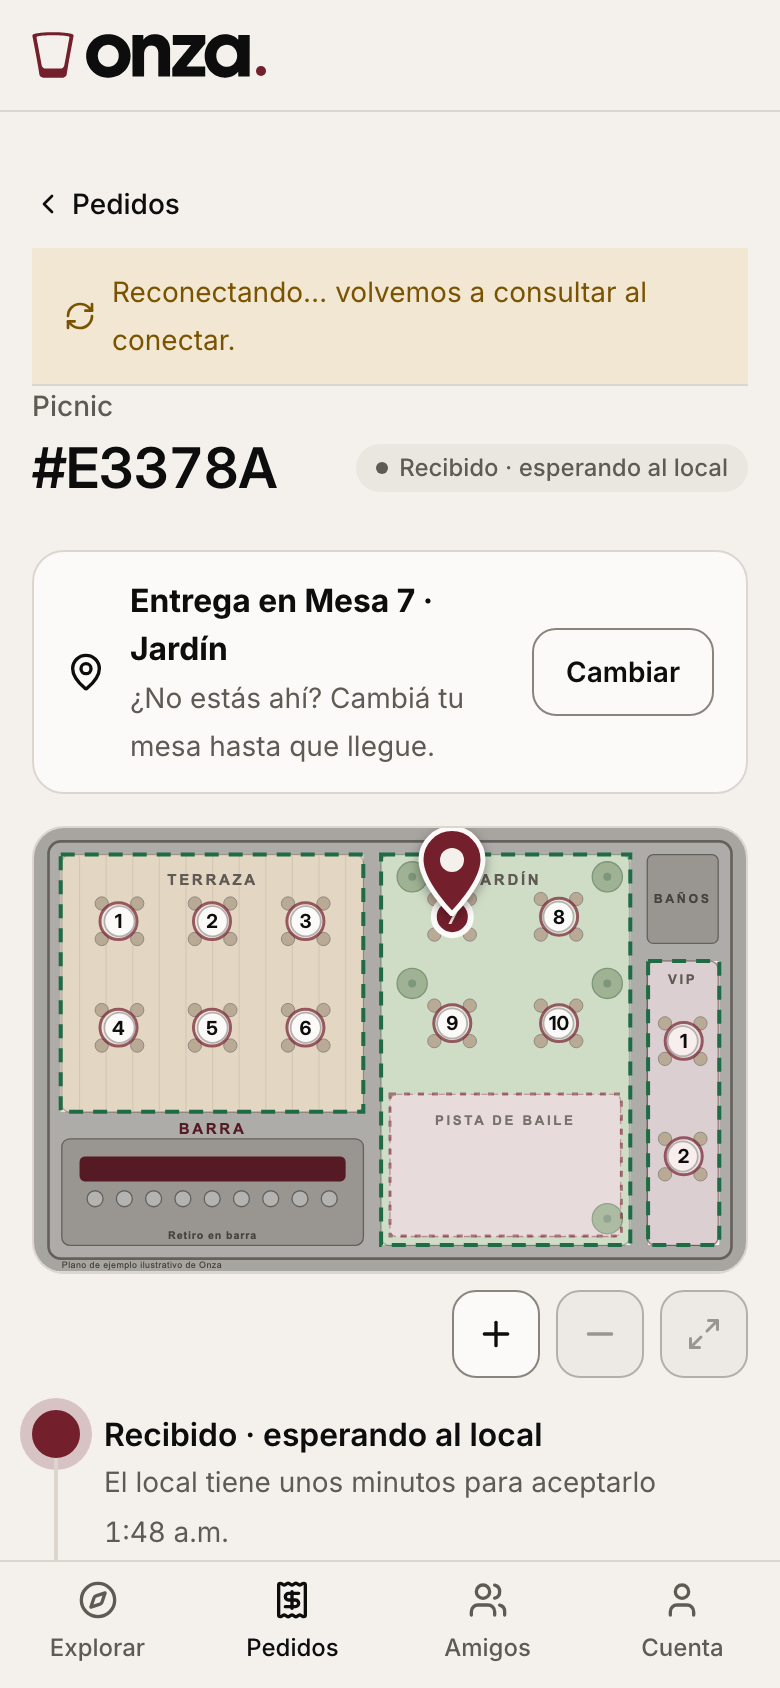 onza.
Pedidos
Reconectando... volvemos a consultar al
conectar.
Picnic
#E3378A
Recibido · esperando al local
Entrega en Mesa 7 ·
Jardín
¿No estás ahí? Cambiá tu
mesa hasta que llegue.
Cambiar
TERRAZA
ARDÍN
BAÑOS
1
2
3
7
8
VIP
4
5
6
9
10
1
BARRA
PISTA DE BAILE
2
Retiro en barra
Plano de ejemplo ilustrativo de Onza
Recibido · esperando al local
El local tiene unos minutos para aceptarlo
1:48 a.m.
Explorar
Pedidos
Amigos
Cuenta